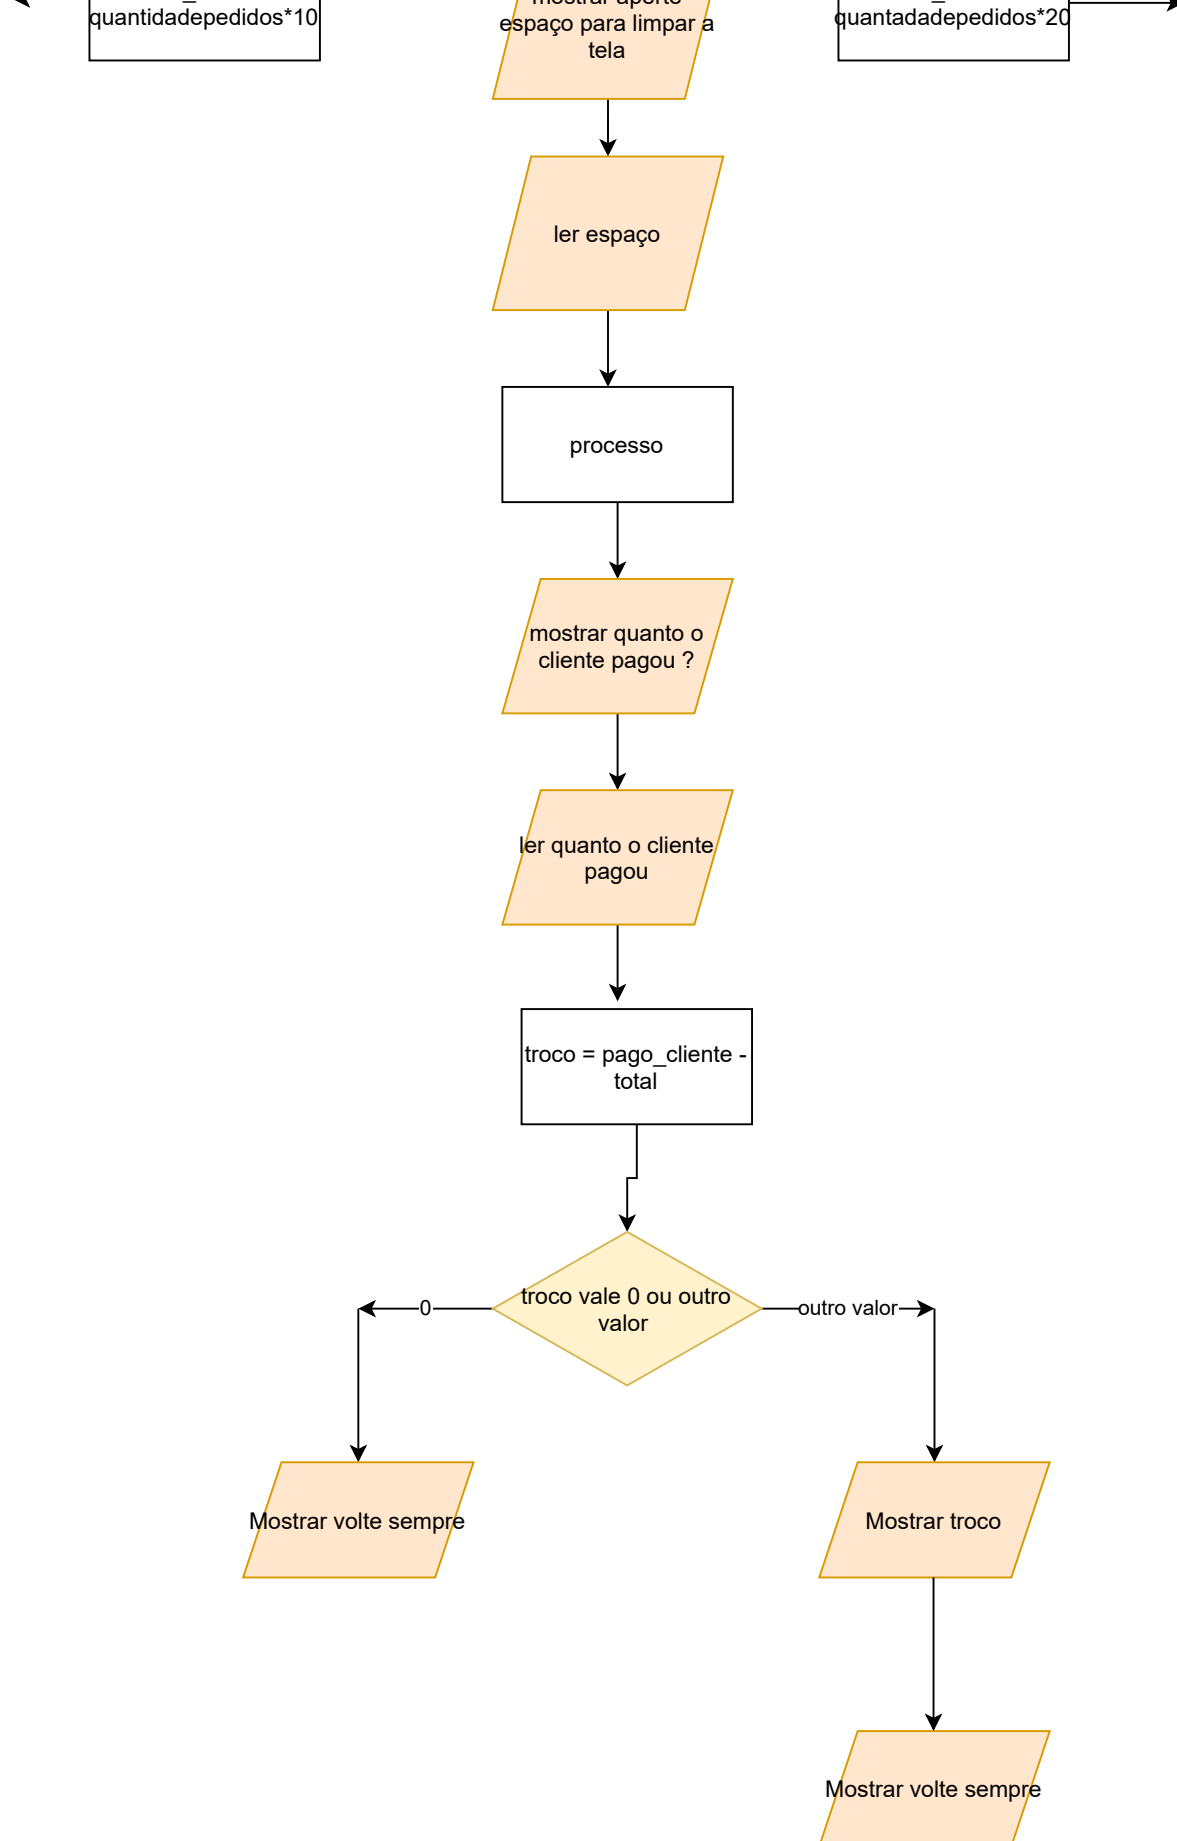 quantidadepedidos*10
mostrar aperte
espaço para limpar a
tela
quantadadepedidos*20
ler espaço
processo
mostrar quanto o
cliente pagou ?
ler quanto o cliente
pagou
troco = pago_cliente -
total
troco vale 0 ou outro
valor
0
outro valor
Mostrar volte sempre
Mostrar troco
Mostrar volte sempre